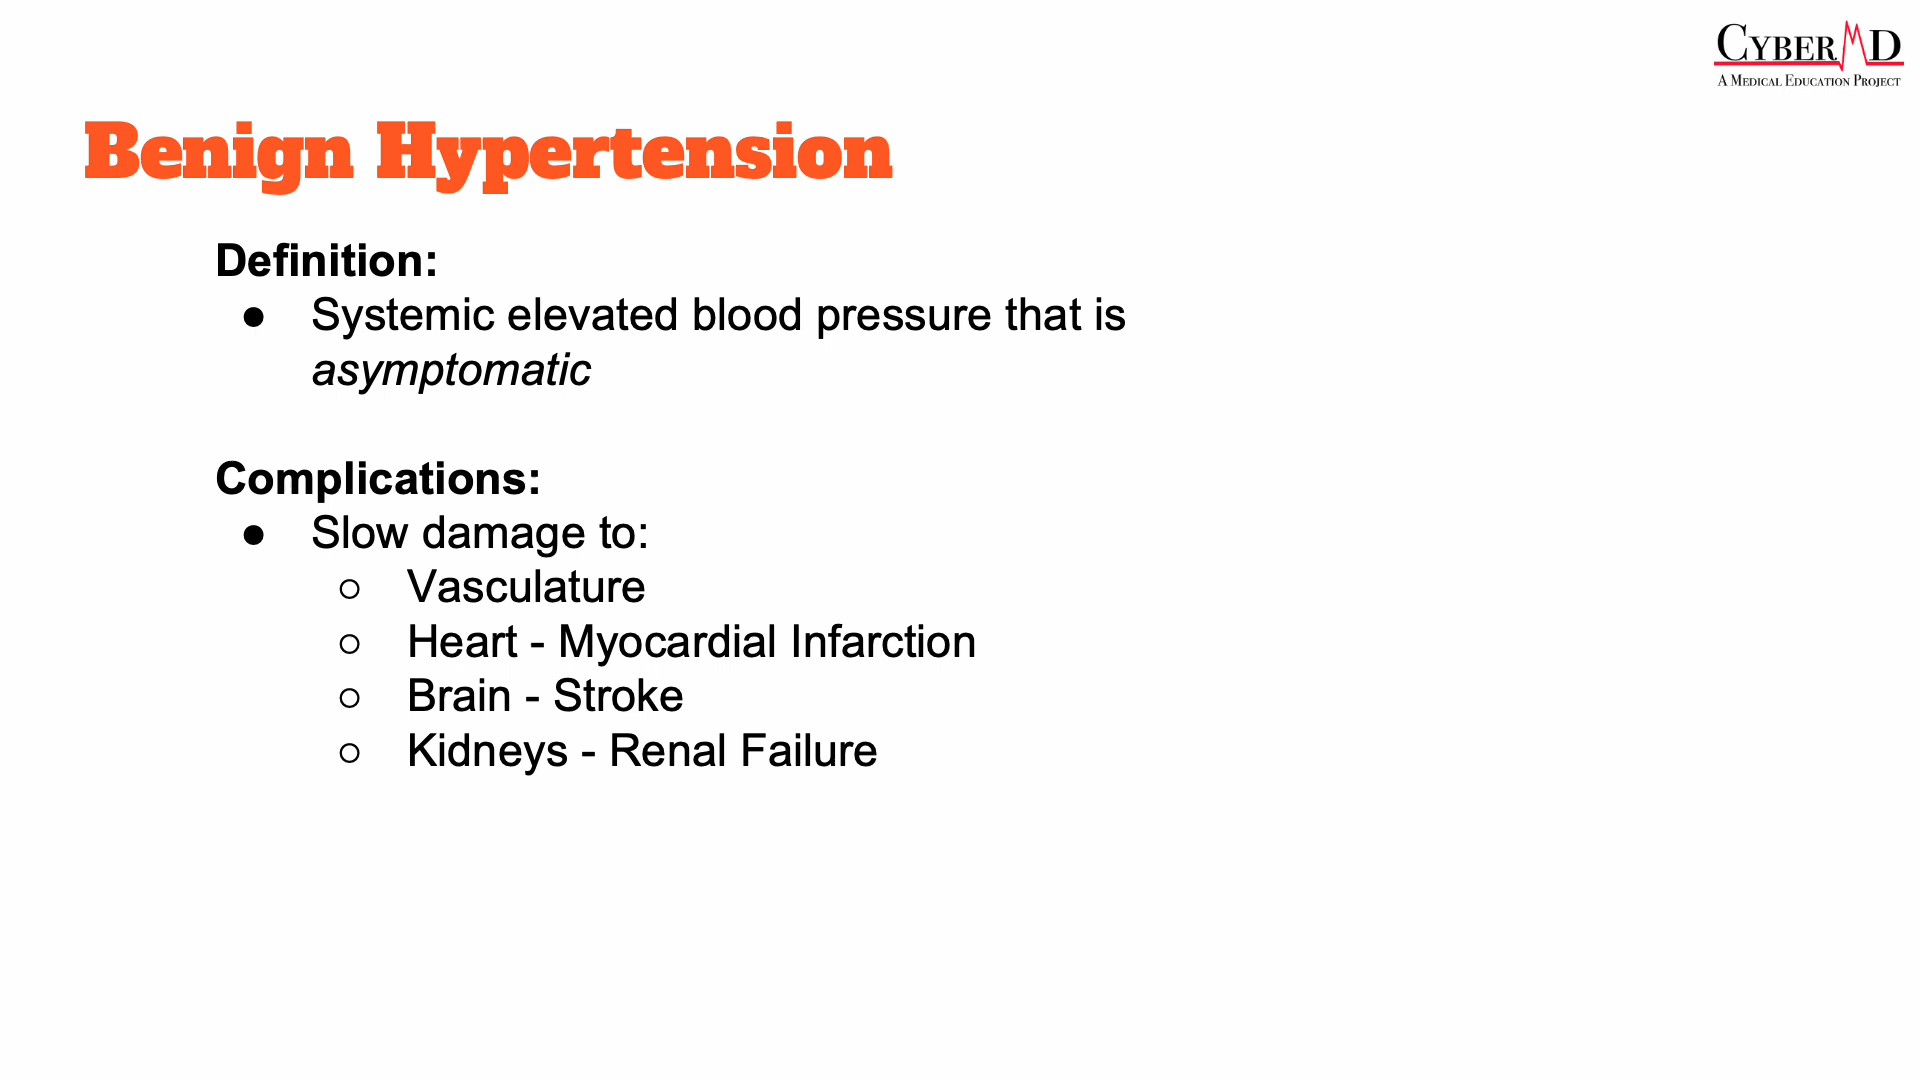 CYBERMD
A MEDICAL EDUCATION PROJECT
Benign Hypertension
Definition:
● Systemic elevated blood pressure that is
asymptomatic
Complications:
● Slow damage to:
○ Vasculature
○ Heart - Myocardial Infarction
○ Brain - Stroke
○ Kidneys - Renal Failure